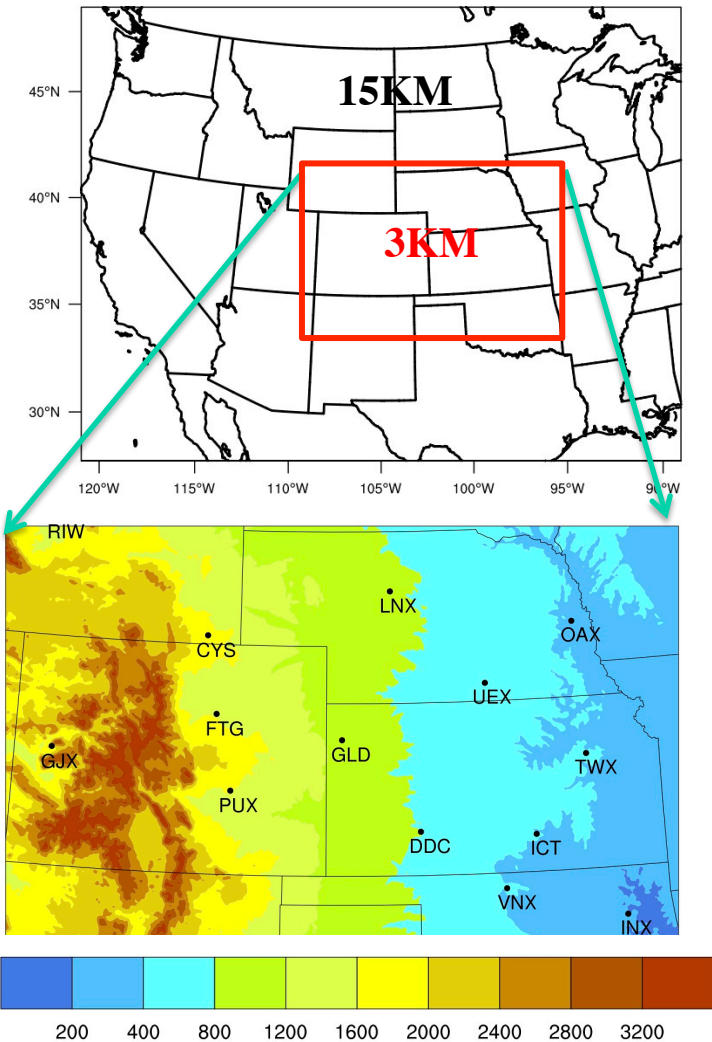 45°N
15KM
40°N
3KM
35°N
30°N
120°W 115°W 110°W 105°W 100°W 95°W 90°W
RIW
LNX
OAX
CYS
UEX
FTG
GLD
GJX
TWX
PUX
DDC
ICT
VNX
INX
200 400 800 1200 1600 2000 2400 2800 3200